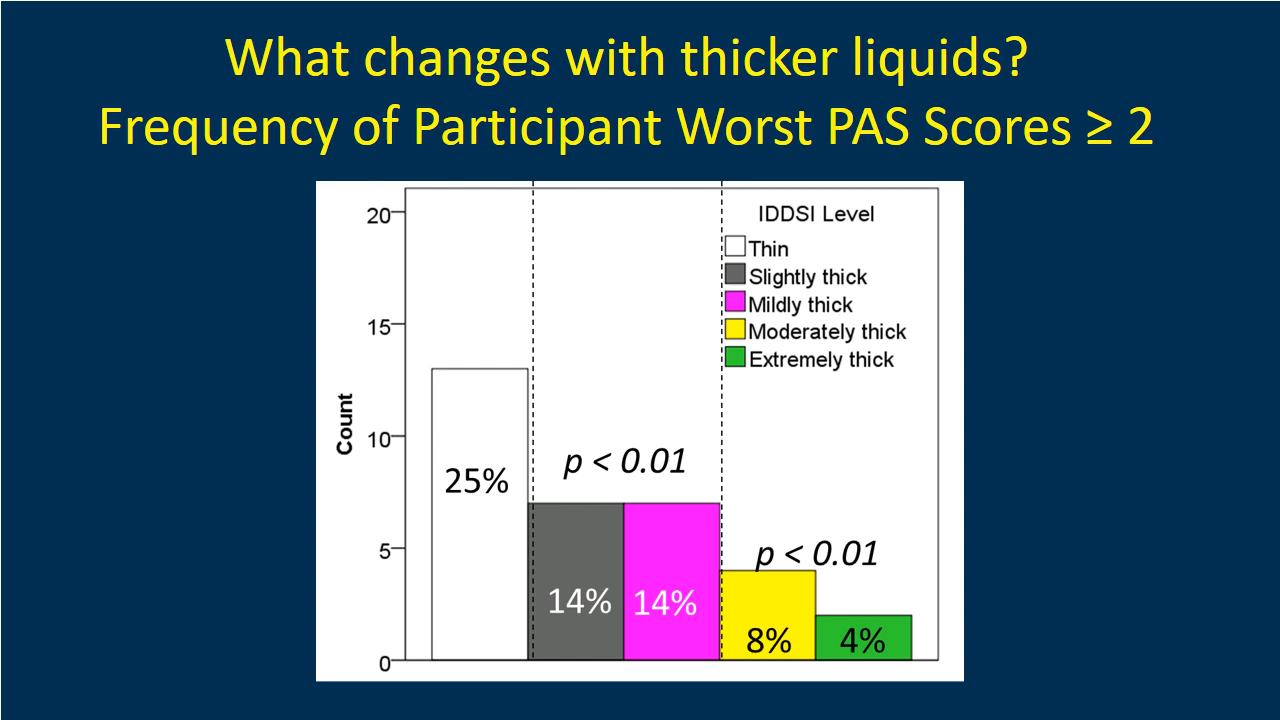 What changes with thicker liquids?
Frequency of Participant Worst PAS Scores ≥ 2
IDDSI Level
Thin
Slightly thick
Mildly thick
Moderately thick
Extremely thick
Count
20
15
10
5
0
25%
p < 0.01
14%
14%
p < 0.01
8%
4%